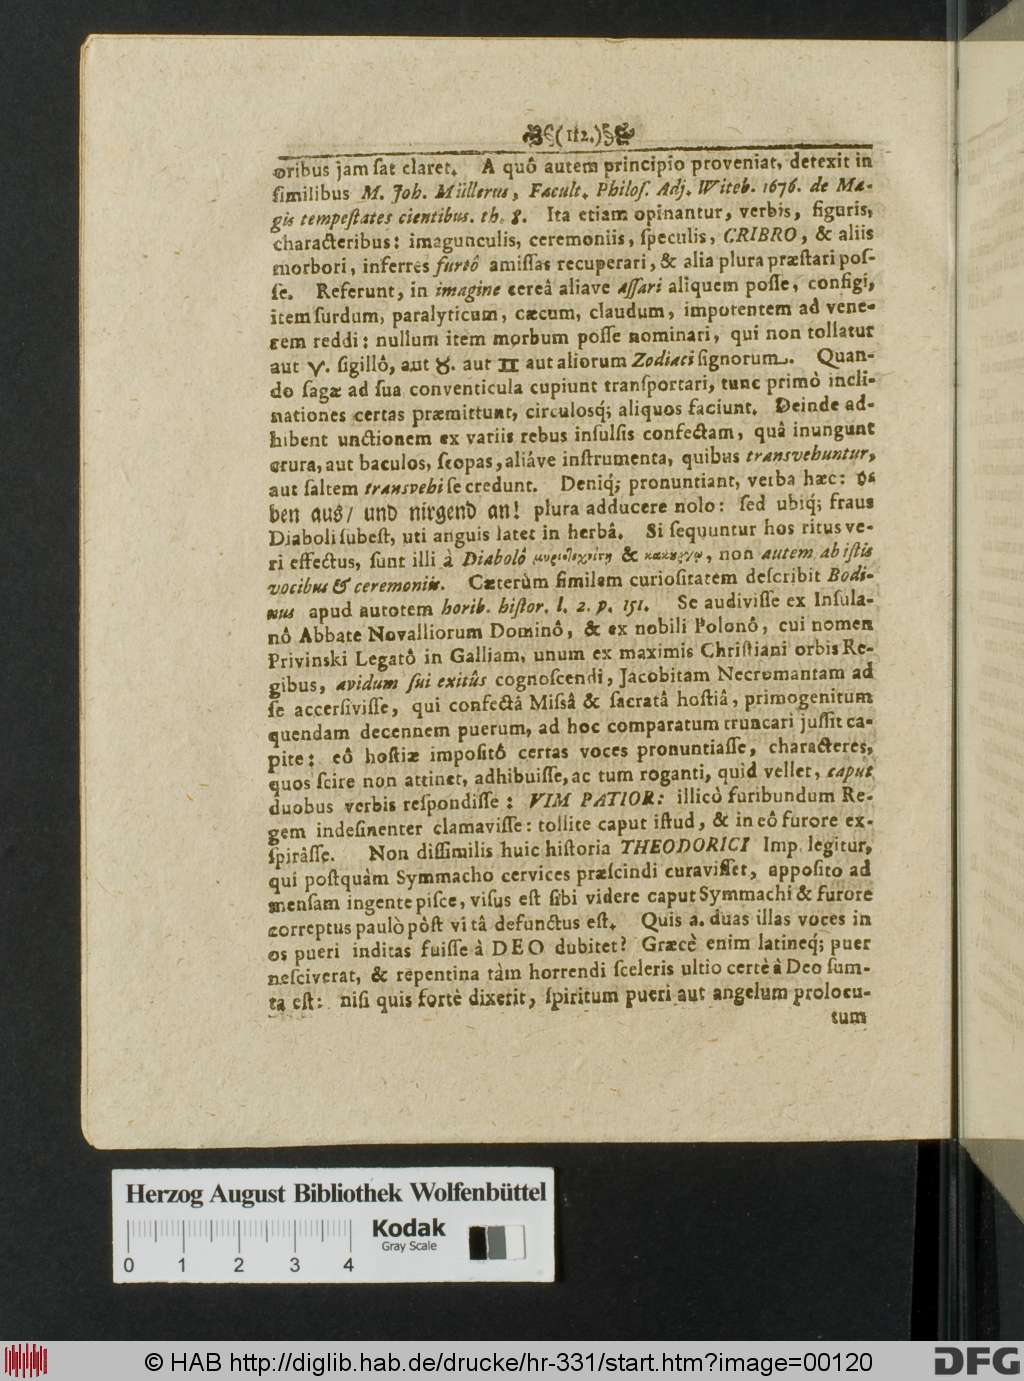 (112.)
oribus jam ſat claret. A quô autem principio proveniat, detexit in
ſimilibus M. Joh. Müllerus, Facult. Philoſ. Adj. Witeb. 1676. de Ma-
gis tempeſtates cientibus. th. 8. Ita etiam opinantur, verbis, figuris,
characteribus: imagunculis, ceremoniis, ſpeculis, CRIBRO, & aliis
morbori, inferres furtô amiſſas recuperari, & alia plura præſtari poſ-
ſe. Referunt, in imagine cereâ aliave aſſari aliquem poſſe, configi,
item ſurdum, paralyticum, cæcum, claudum, impotentem ad vene-
rem reddi: nullum item morbum poſſe nominari, qui non tollatur
aut ♈. ſigillô, aut ♉. aut ♊ aut aliorum Zodiaci ſignorum. Quan-
do ſagæ ad ſua conventicula cupiunt tranſportari, tunc primò incli-
nationes certas præmittunt, circulosq́; aliquos faciunt. Deinde ad-
hibent unctionem ex variis rebus inſulſis confectam, quâ inungunt
crura, aut baculos, ſcopas, aliáve inſtrumenta, quibus transvehuntur,
aut ſaltem transvehi ſe credunt. Deniq́; pronuntiant, verba hæc: Os
ben aus/ und nirgend an! plura adducere nolo: ſed ubiq́; fraus
Diaboli ſubeſt, uti anguis latet in herbâ. Si ſequuntur hos ritus ve-
ri effectus, ſunt illi à Diabolô μυριοτεχνίτῃ & κακούργῳ, non autem ab iſtis
vocibus & ceremoniis. Cæterùm ſimilem curioſitatem deſcribit Bodi-
nus apud autorem horib. hiſtor. l. 2. p. 151. Se audiviſſe ex Inſula-
nô Abbate Novalliorum Dominô, & ex nobili Polonô, cui nomen
Privinski Legatô in Galliam, unum ex maximis Chriſtiani orbis Re-
gibus, avidum ſui exitûs cognoſcendi, Jacobitam Necromantam ad
ſe accerſiviſſe, qui confectâ Miſsâ & ſacratâ hoſtiâ, primogenitum
quendam decennem puerum, ad hoc comparatum truncari juſſit ca-
pite: eô hoſtiæ impoſitô certas voces pronuntiaſſe, characteres,
quos ſcire non attinet, adhibuiſſe, ac tum roganti, quid vellet, caput
duobus verbis reſpondiſſe: VIM PATIOR: illicò furibundum Re-
gem indeſinenter clamaviſſe: tollite caput iſtud, & in eô furore ex-
ſpirâſſe. Non diſſimilis huic hiſtoria THEODORICI Imp. legitur,
qui poſtquàm Symmacho cervices præſcindi curaviſſet, appoſito ad
menſam ingente piſce, viſus eſt ſibi videre caput Symmachi & furore
correptus paulò pòſt vitâ defunctus eſt. Quis a. duas illas voces in
os pueri inditas fuiſſe à DEO dubitet? Græcè enim latineq́; puer
neſciverat, & repentina tàm horrendi ſceleris ultio certè à Deo ſum-
ta eſt: niſi quis fortè dixerit, ſpiritum pueri aut angelum prolocu-
tum
Herzog August Bibliothek Wolfenbüttel
Kodak
Gray Scale
0 1 2 3 4
© HAB http://diglib.hab.de/drucke/hr-331/start.htm?image=00120
DFG